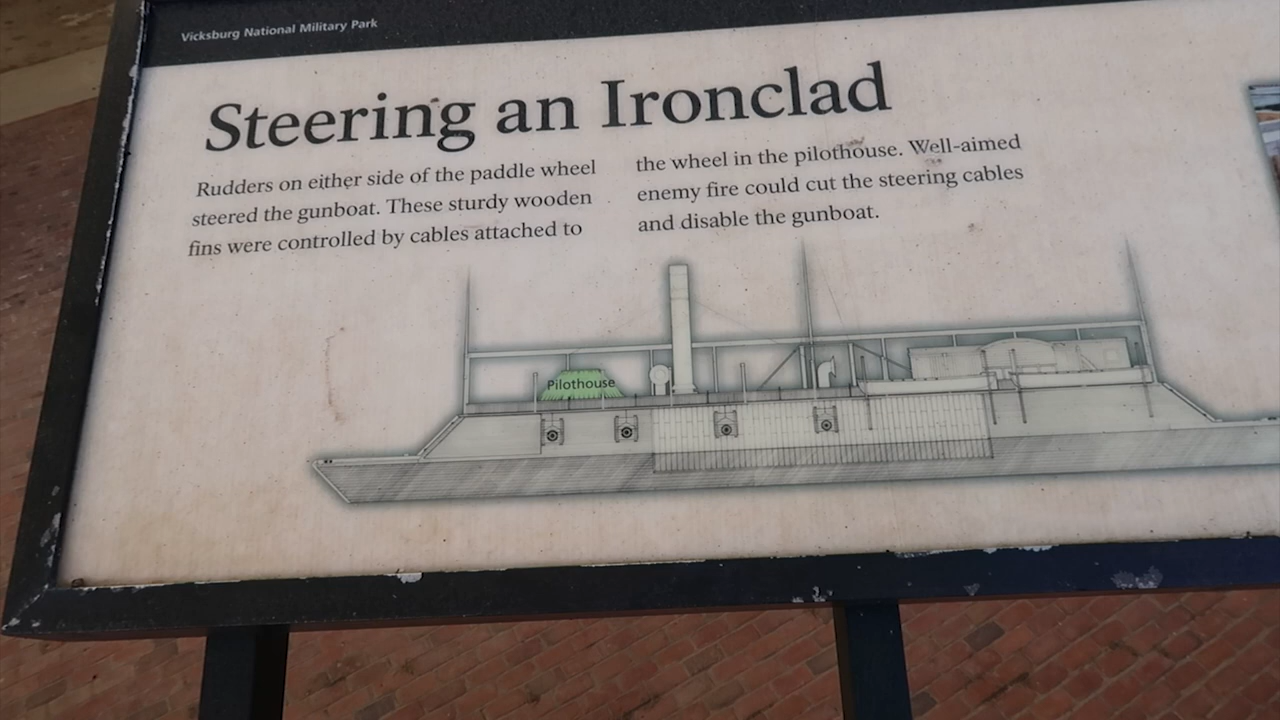 Vicksburg National Military Park
Steering an Ironclad
Rudders on either side of the paddle wheel
steered the gunboat. These sturdy wooden
fins were controlled by cables attached to
the wheel in the pilothouse. Well-aimed
enemy fire could cut the steering cables
and disable the gunboat.
Pilothouse